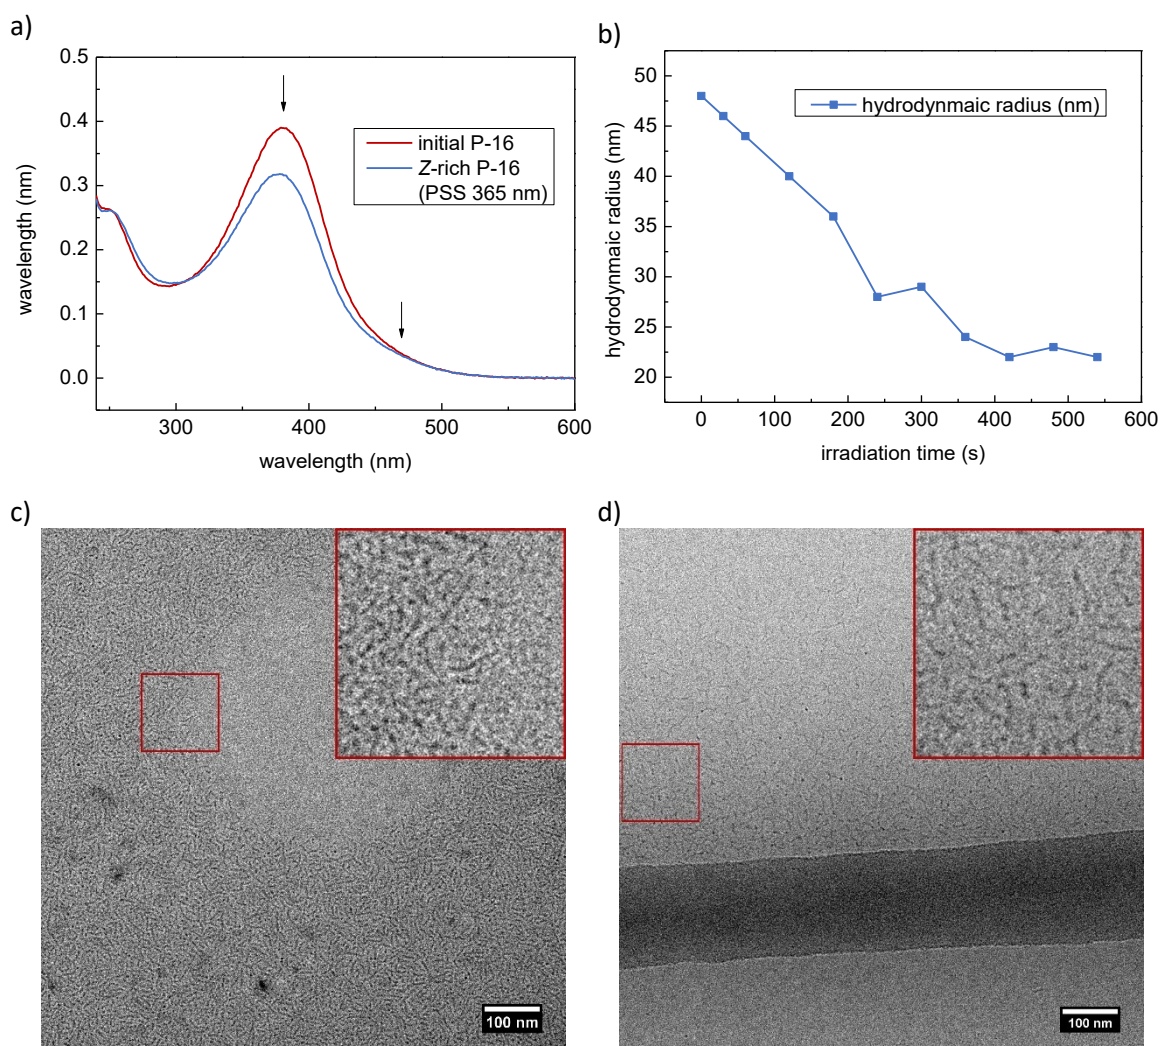 a)
0.5
0.4
0.3
0.2
0.1
0.0
wavelength (nm)
initial P-16
Z-rich P-16
(PSS 365 nm)
300
400
500
600
wavelength (nm)
b)
50
45
40
35
30
25
20
hydrodynmaic radius (nm)
hydrodynmaic radius (nm)
0
100
200
300
400
500
600
irradiation time (s)
c)
100 nm
d)
100 nm